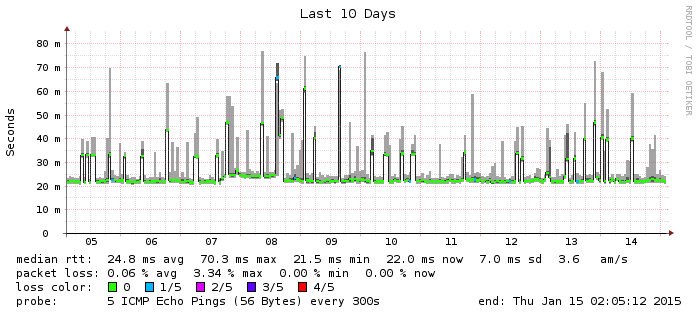 Last 10 Days
RRDTOOL / TOBI OETIKER
Seconds
80 m
70 m
60 m
50 m
40 m
30 m
20 m
10 m
0
05 06 07 08 09 10 11 12 13 14
median rtt: 24.8 ms avg 70.3 ms max 21.5 ms min 22.0 ms now 7.0 ms sd 3.6 am/s
packet loss: 0.06 % avg 3.34 % max 0.00 % min 0.00 % now
loss color: 0 1/5 2/5 3/5 4/5
probe: 5 ICMP Echo Pings (56 Bytes) every 300s end: Thu Jan 15 02:05:12 2015